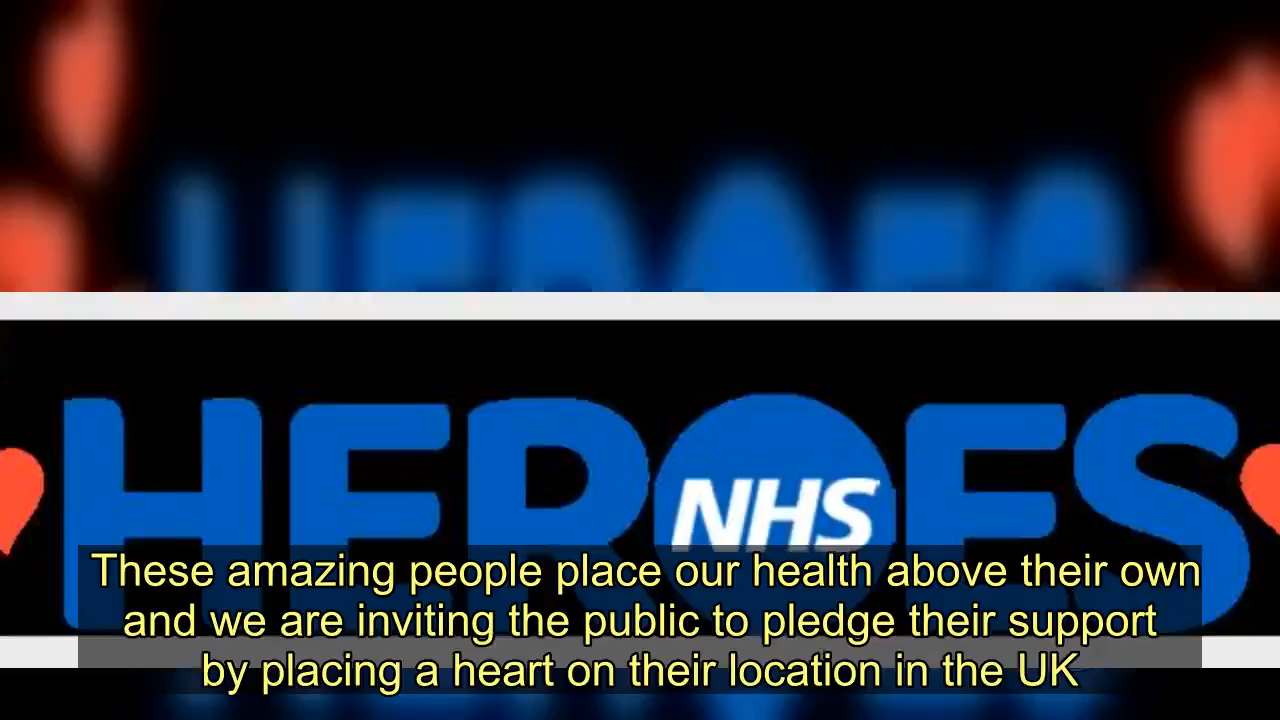 HEROES
NHS
These amazing people place our health above their own
and we are inviting the public to pledge their support
by placing a heart on their location in the UK